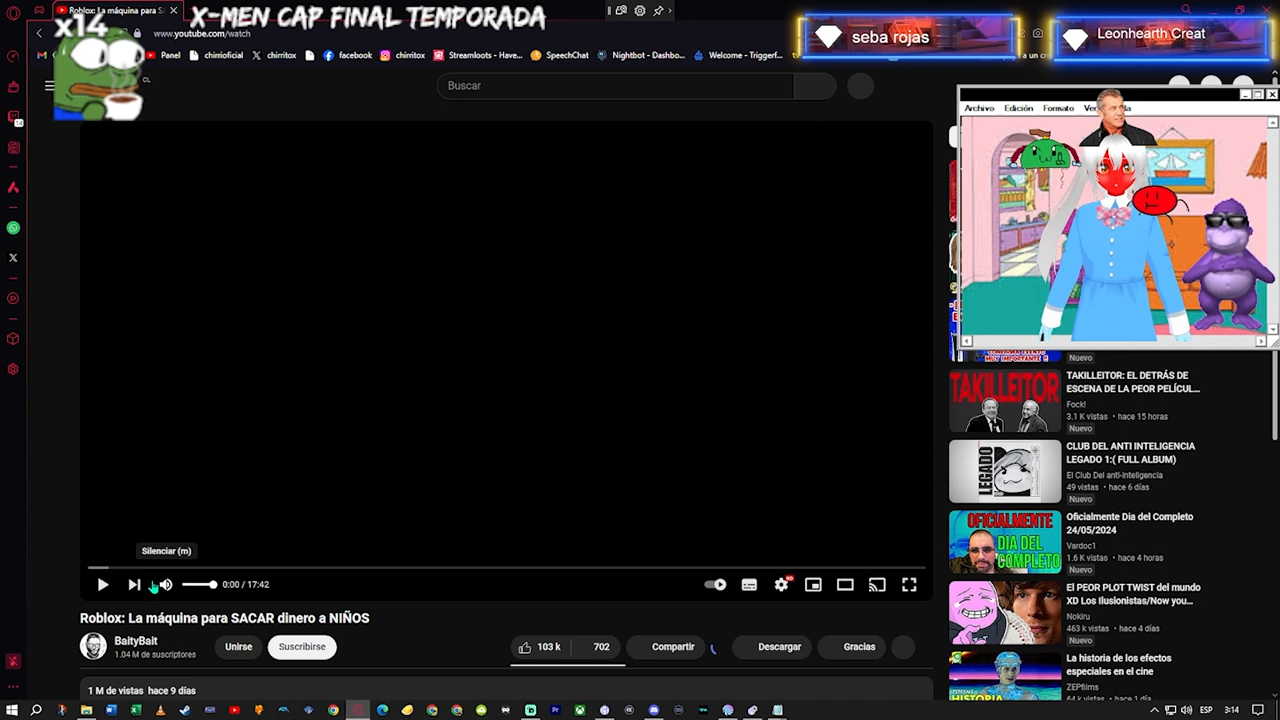 Roblox: La máquina para S
X-MEN CAP FINAL TEMPORADA
x14
www.youtube.com/watch
seba rojas
Leonhearth Creat
Panel
chirrioficial
chirritox
facebook
chirritox
Streamloots - Have...
SpeechChat
Nightbot - Dashbo...
Welcome - Triggerf...
CL
Buscar
Archivo Edición Formato
14
Nuevo
TAKILLEITOR
TAKILLEITOR: EL DETRÁS DE
ESCENA DE LA PEOR PELÍCUL...
Fock!
3.1 K vistas • hace 15 horas
Nuevo
LEGADO
CLUB DEL ANTI INTELIGENCIA
LEGADO 1:( FULL ALBUM)
El Club Del anti-inteligencia
49 vistas • hace 6 días
Nuevo
OFICIALMENTE
DIA DEL
COMPLETO
Oficialmente Dia del Completo
24/05/2024
Vardoc1
1.6 K vistas • hace 4 horas
Nuevo
El PEOR PLOT TWIST del mundo
XD Los Ilusionistas/Now you...
Nokiru
463 k vistas • hace 4 días
Nuevo
La historia de los efectos
especiales en el cine
ZEPfilms
64 k vistas • hace 1 día
HISTORIA
Silenciar (m)
0:00 / 17:42
Roblox: La máquina para SACAR dinero a NIÑOS
BaityBait
1.04 M de suscriptores
Unirse
Suscribirse
103 k
702
Compartir
Descargar
Gracias
1 M de vistas hace 9 días
ESP
3:14